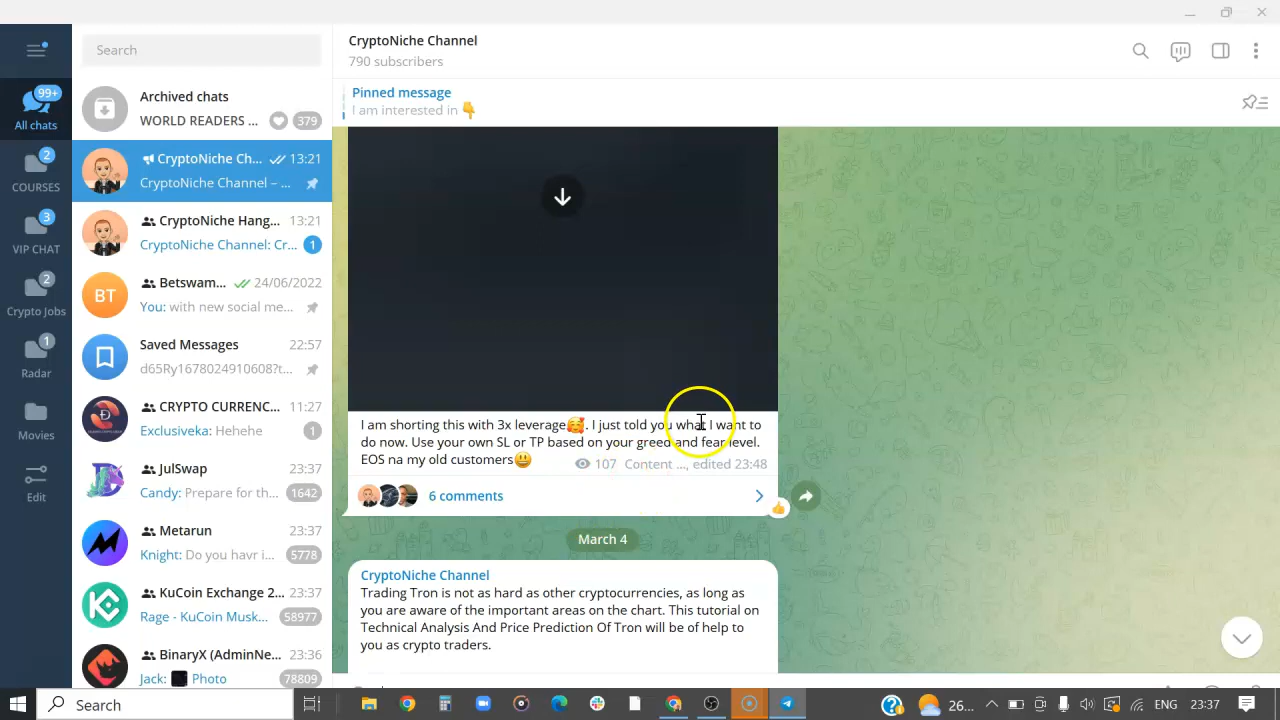 Search
CryptoNiche Channel
790 subscribers
Pinned message
I am interested in 👇
99+
All chats
2
COURSES
3
VIP CHAT
2
Crypto Jobs
1
Radar
Movies
Edit
Archived chats
WORLD READERS ...
379
CryptoNiche Ch...
13:21
CryptoNiche Channel – ...
CryptoNiche Hang...
13:21
CryptoNiche Channel: Cr...
1
BT
Betswam...
24/06/2022
You: with new social me...
Saved Messages
22:57
d65Ry1678024910608?t...
CRYPTO CURRENC...
11:27
Exclusiveka: Hehehe
1
JulSwap
23:37
Candy: Prepare for th...
1642
Metarun
23:37
Knight: Do you havr i...
5778
KuCoin Exchange 2...
23:37
Rage - KuCoin Musk...
58977
BinaryX (AdminNe...
23:36
Jack: Photo
78809
I am shorting this with 3x leverage🥰. I just told you what I want to
do now. Use your own SL or TP based on your greed and fear level.
EOS na my old customers😃
107 Content ..., edited 23:48
6 comments
👍
March 4
CryptoNiche Channel
Trading Tron is not as hard as other cryptocurrencies, as long as
you are aware of the important areas on the chart. This tutorial on
Technical Analysis And Price Prediction Of Tron will be of help to
you as crypto traders.
Search
26...
ENG
23:37